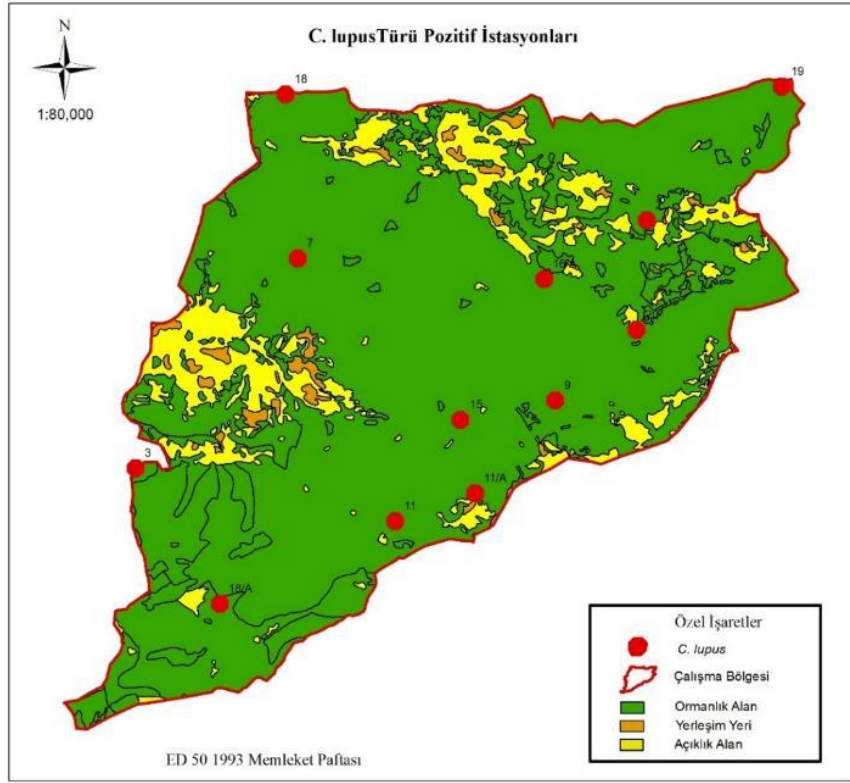 C. lupusTürü Pozitif İstasyonları
N
1:80,000
18
19
7
9
15
3
11/A
11
18/A
Özel İşaretler
C. lupus
Çalışma Bölgesi
Ormanlık Alan
Yerleşim Yeri
Açıklık Alan
ED 50 1993 Memleket Paftası